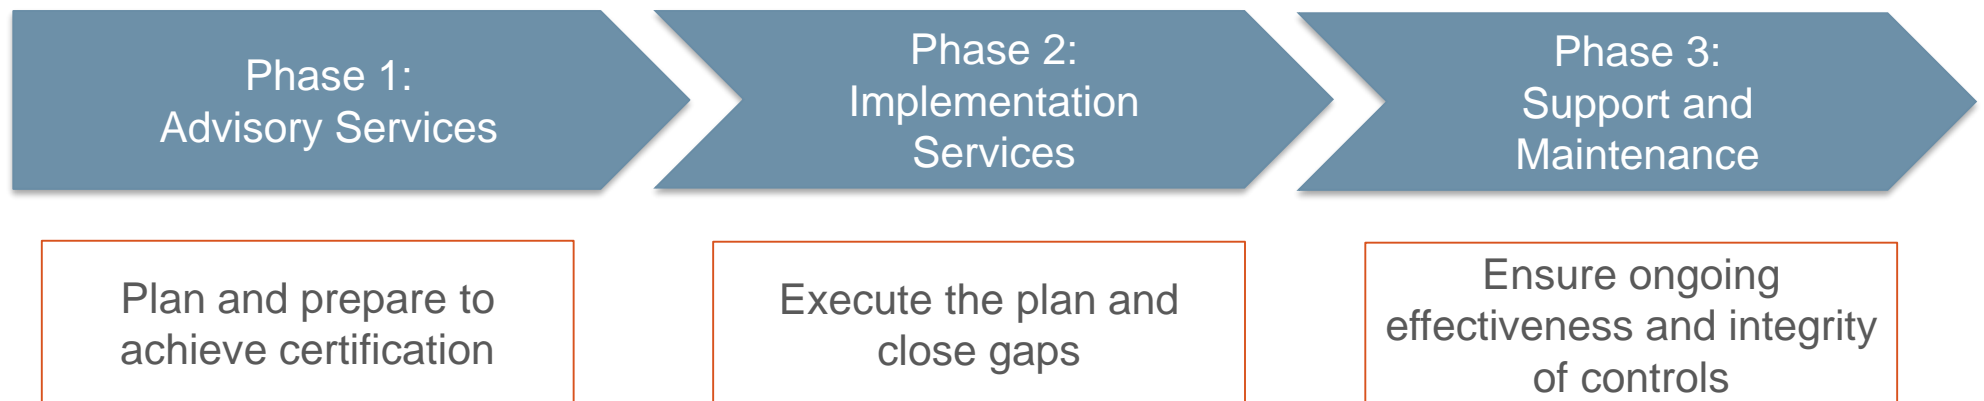 Phase 1:
Advisory Services
Phase 2:
Implementation
Services
Phase 3:
Support and
Maintenance
Plan and prepare to
achieve certification
Execute the plan and
close gaps
Ensure ongoing
effectiveness and integrity
of controls